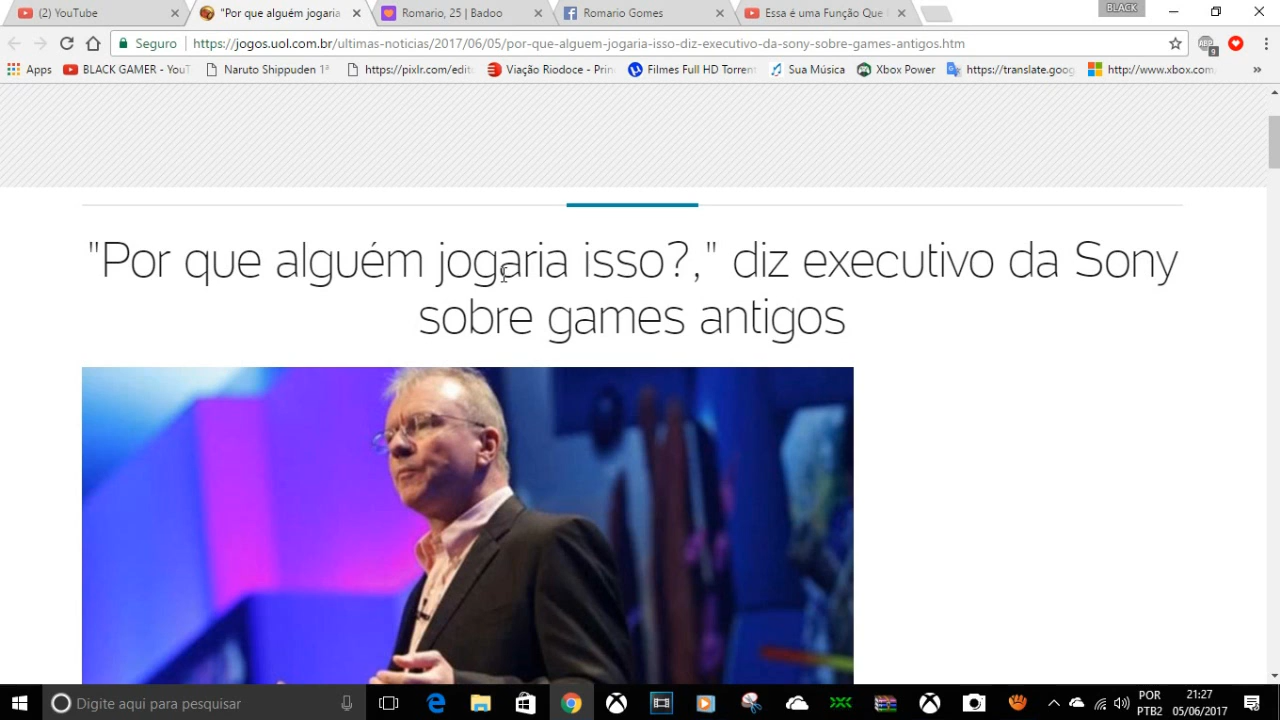 (2) YouTube
"Por que alguém jogaria
Romario, 25 | Badoo
Romario Gomes
Essa é uma Função Que
BLACK
Seguro
https://jogos.uol.com.br/ultimas-noticias/2017/06/05/por-que-alguem-jogaria-isso-diz-executivo-da-sony-sobre-games-antigos.htm
ABP
9
Apps
BLACK GAMER - YouT
Naruto Shippuden 1ª
https://pixlr.com/edit
Viação Riodoce - Prin
Filmes Full HD Torrent
Sua Música
Xbox Power
https://translate.goog
http://www.xbox.com
»
"Por que alguém jogaria isso?," diz executivo da Sony
sobre games antigos
Digite aqui para pesquisar
POR
PTB2
21:27
05/06/2017